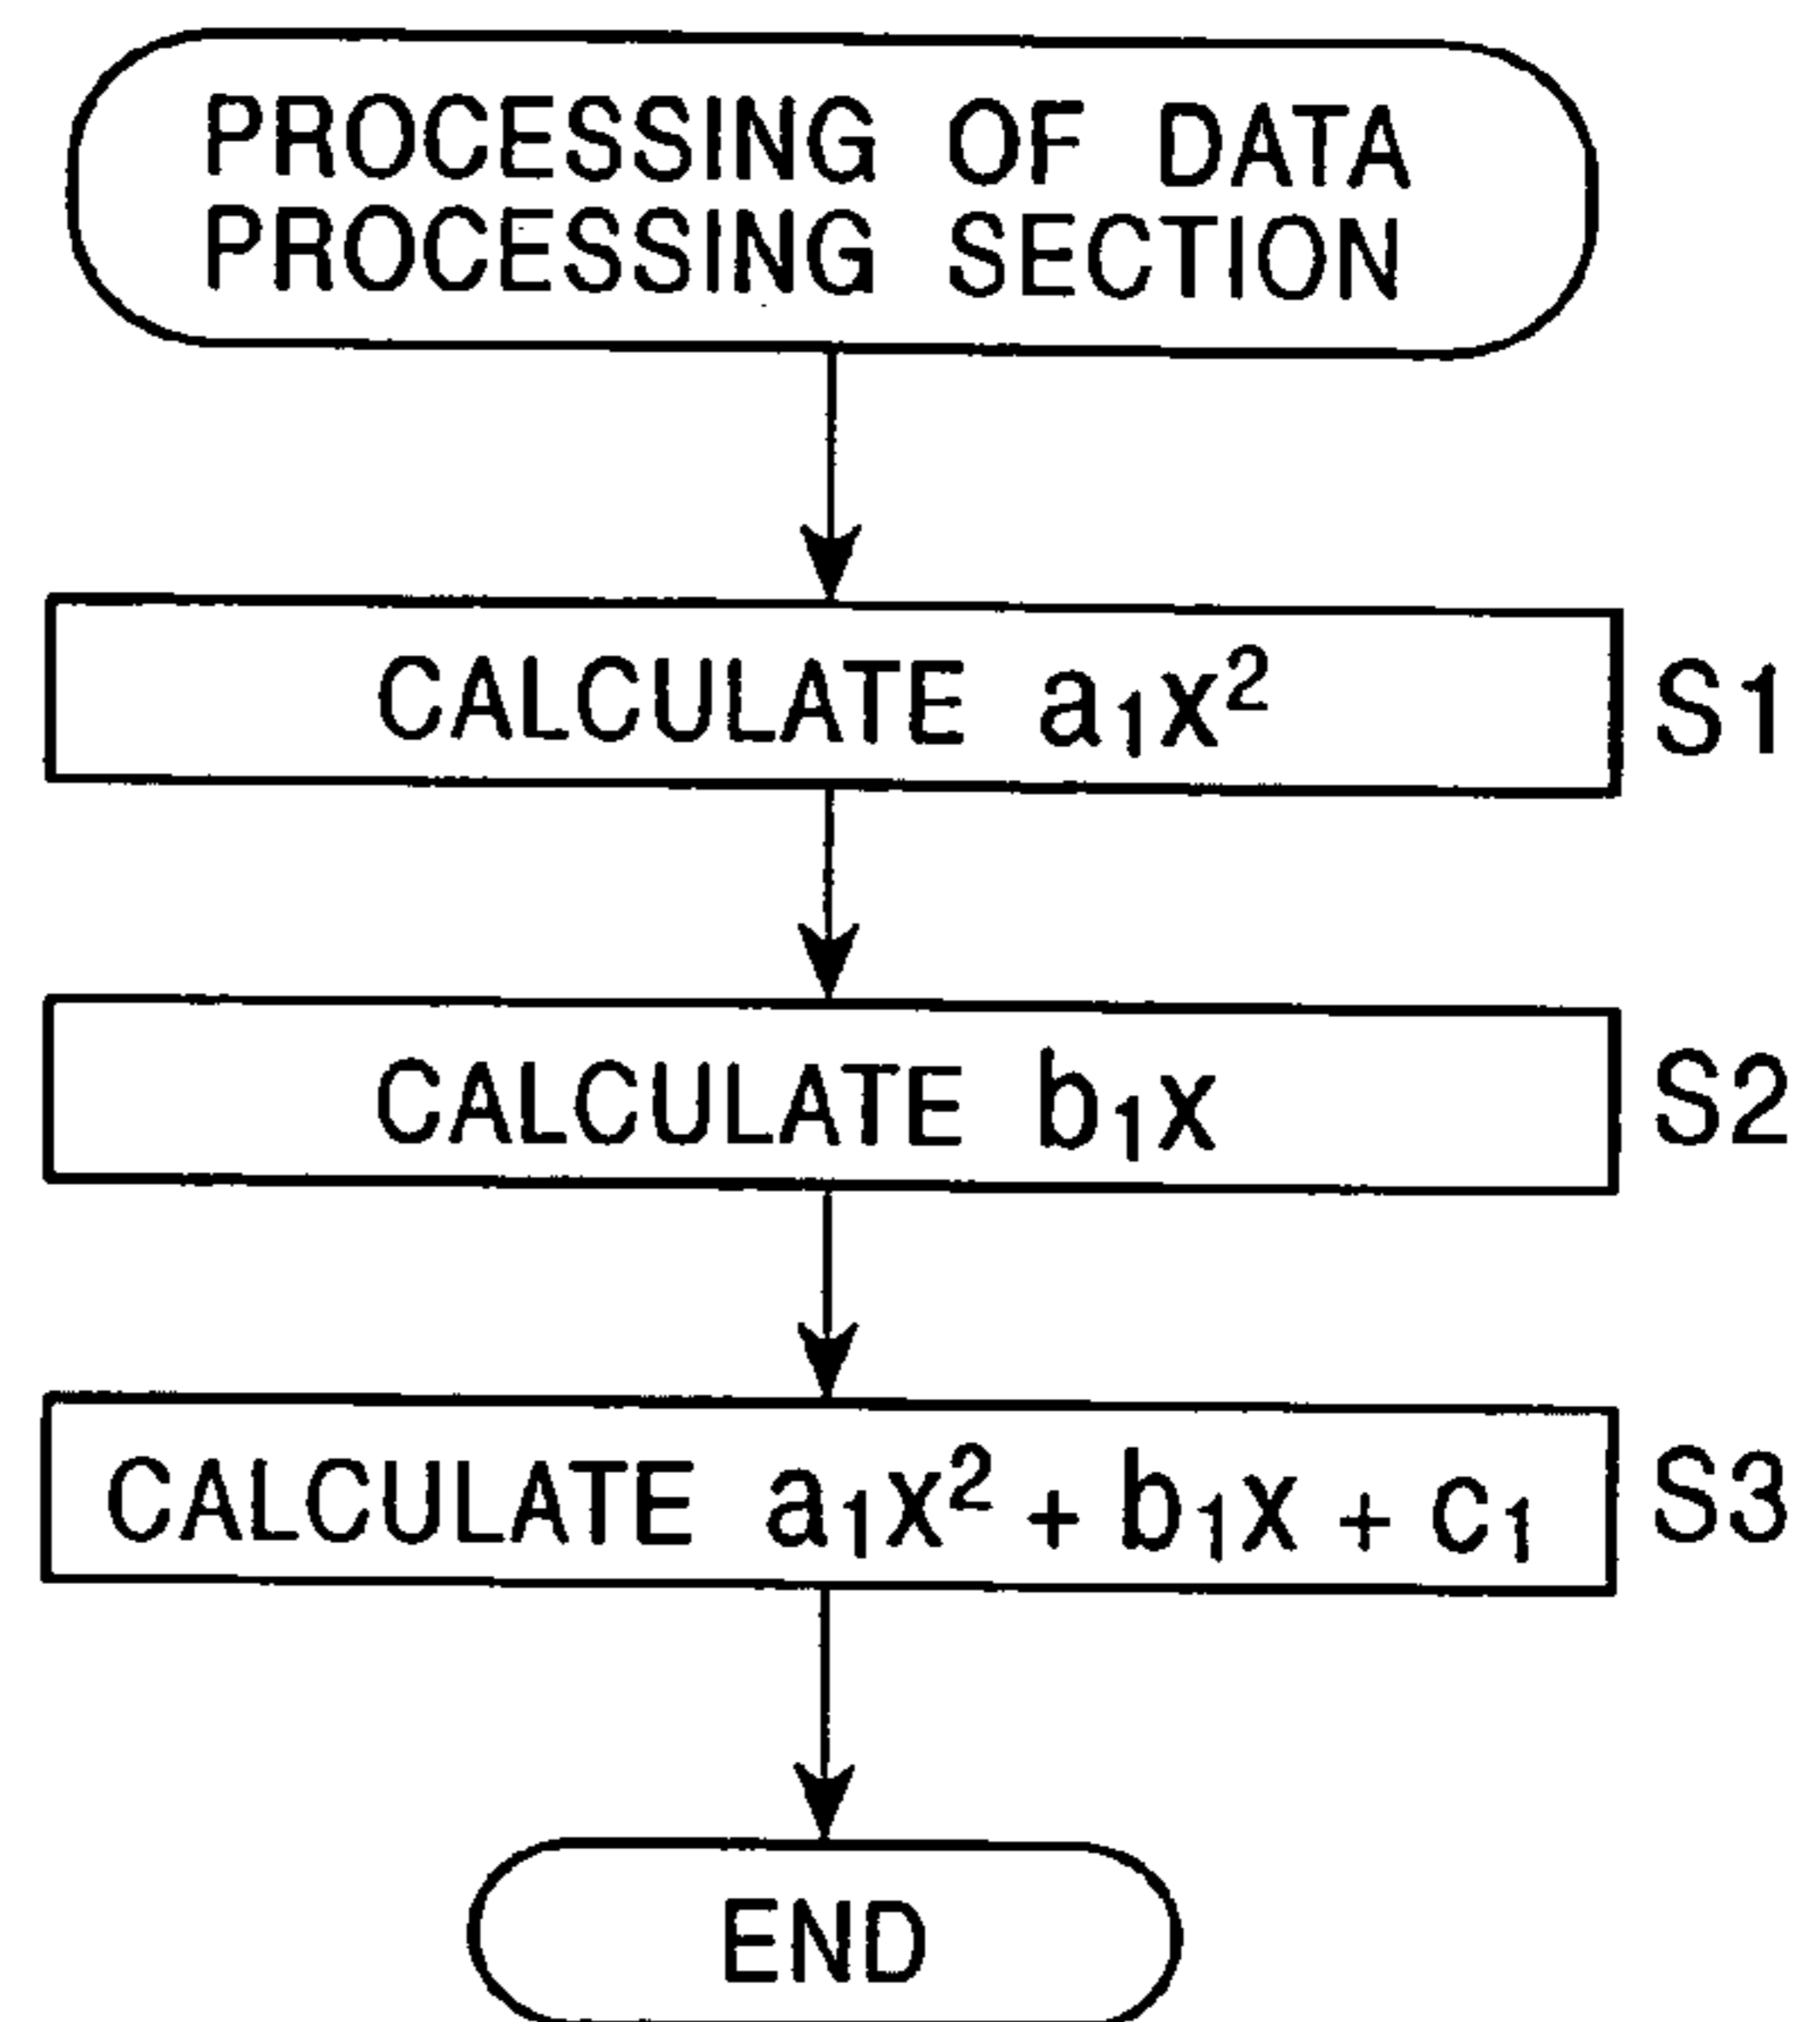 PROCESSING OF DATA
PROCESSING SECTION
CALCULATE a₁x² S1
CALCULATE b₁x S2
CALCULATE a₁x² + b₁x + c₁ S3
END